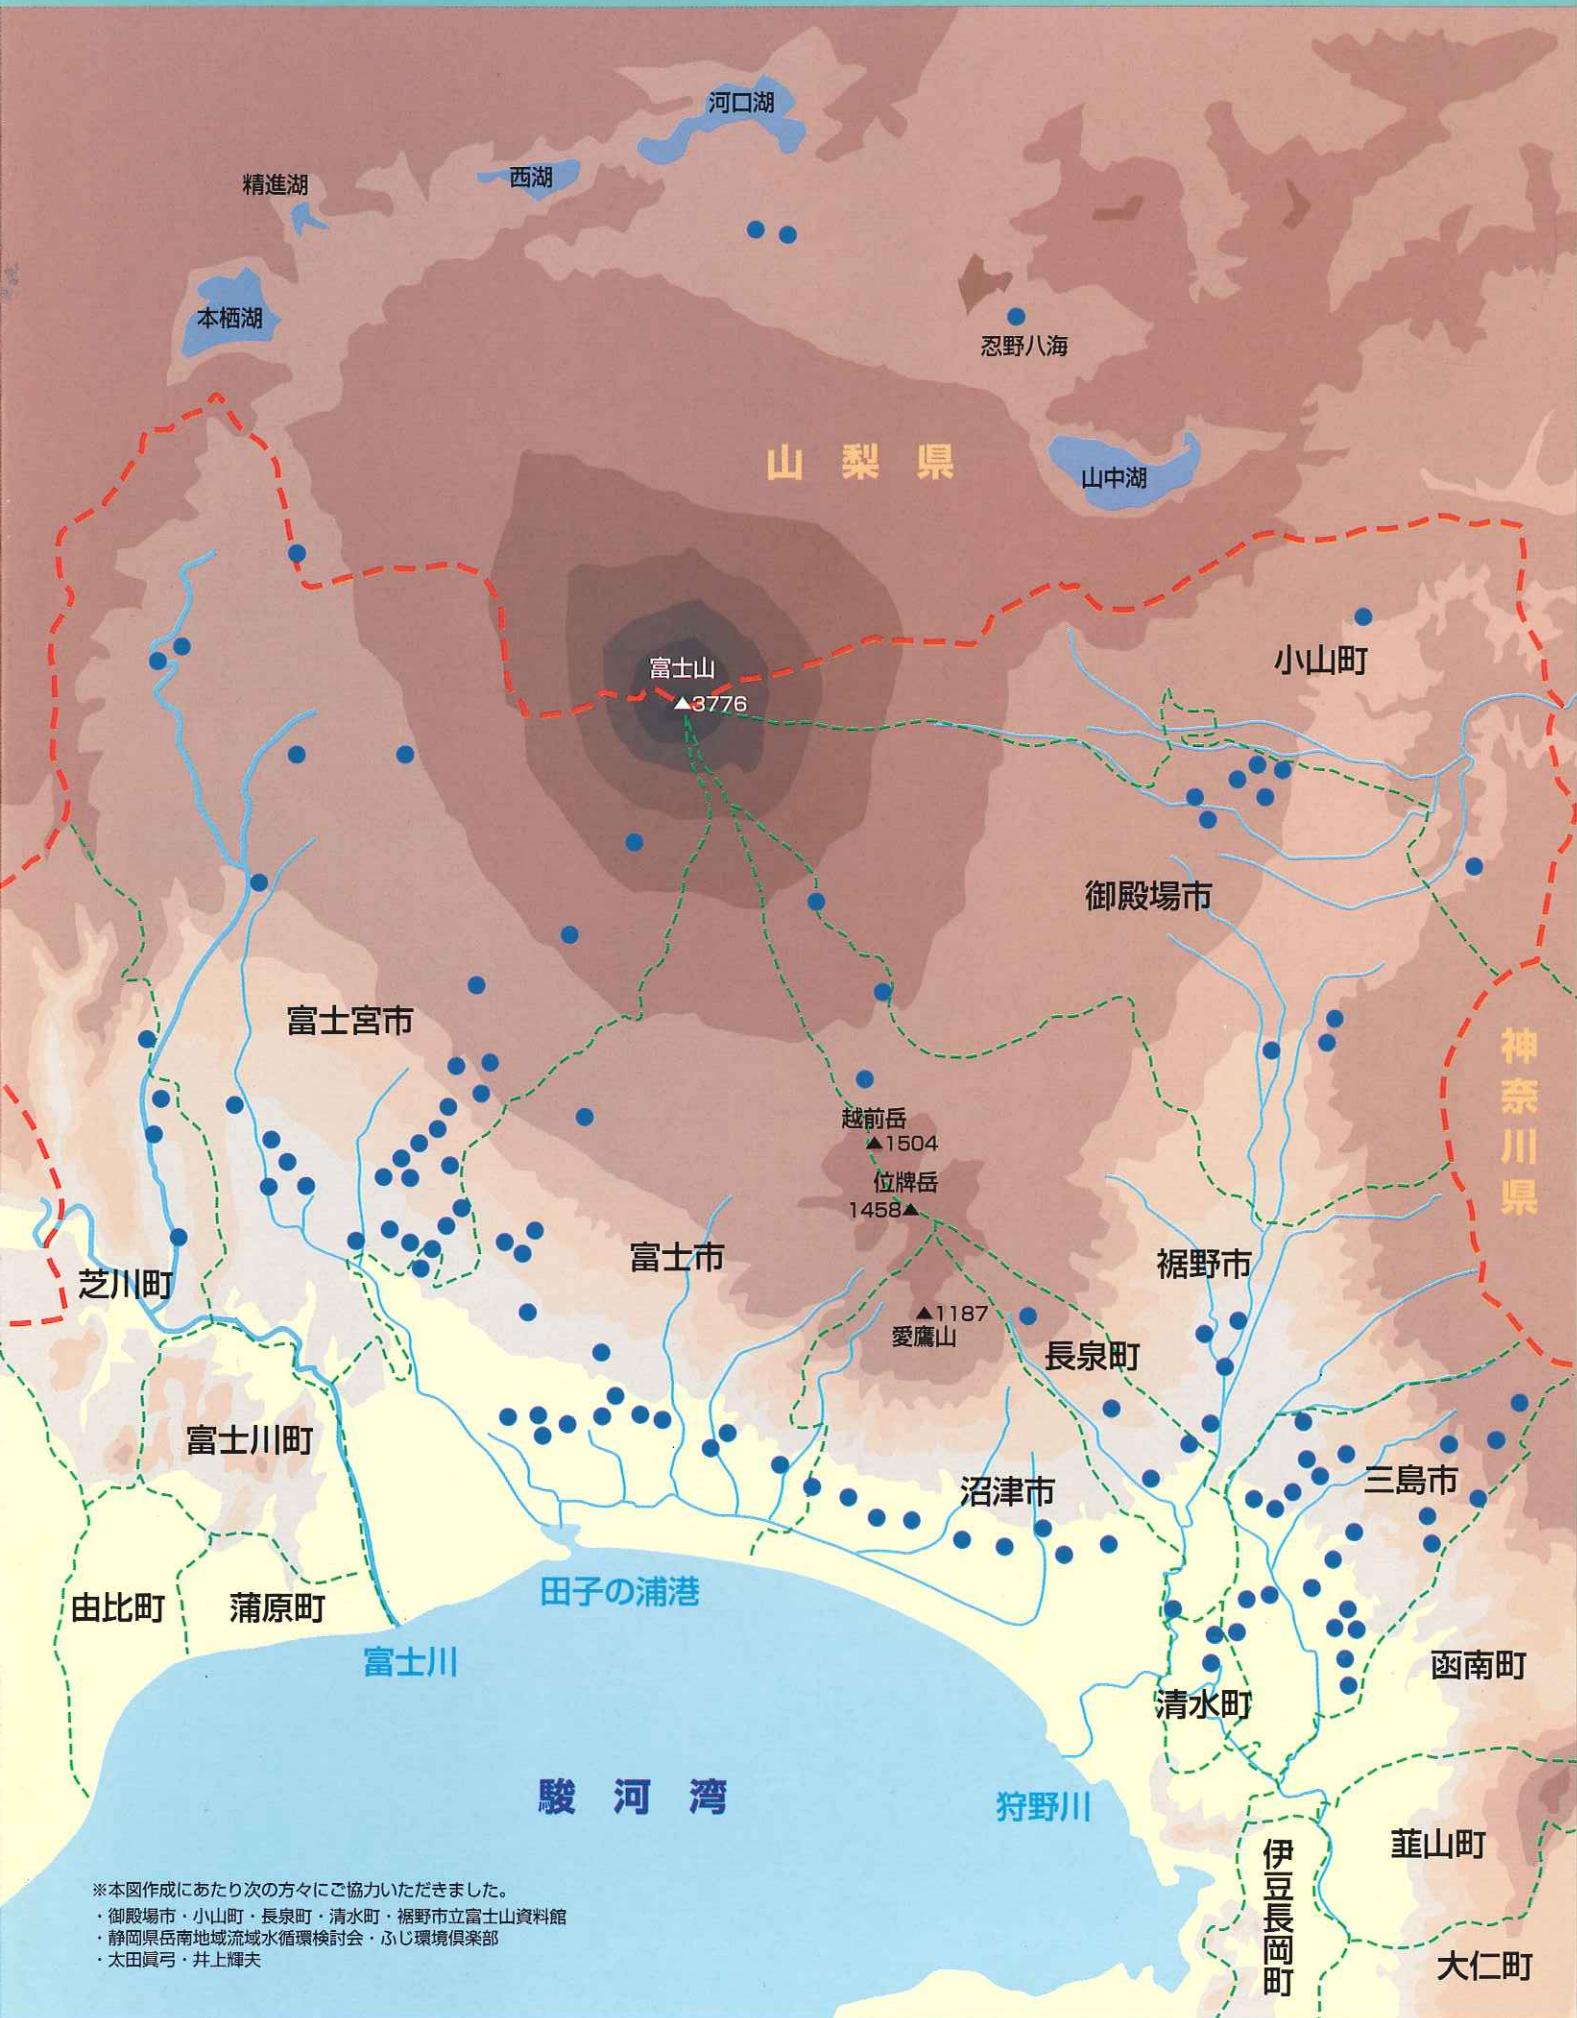 河口湖
西湖
精進湖
本栖湖
忍野八海
山梨県
山中湖
小山町
富士山
3776
御殿場市
富士宮市
神奈川県
越前岳
1504
位牌岳
1458
富士市
裾野市
芝川町
1187
愛鷹山
長泉町
富士川町
三島市
沼津市
田子の浦港
由比町
蒲原町
富士川
函南町
清水町
駿河湾
狩野川
韮山町
伊豆長岡町
大仁町
※本図作成にあたり次の方々にご協力いただきました。
・御殿場市・小山町・長泉町・清水町・裾野市立富士山資料館
・静岡県岳南地域流域水循環検討会・ふじ環境倶楽部
・太田眞弓・井上輝夫